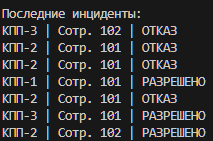 Последние инциденты:
КПП-3 | Сотр. 102 | ОТКАЗ
КПП-2 | Сотр. 101 | ОТКАЗ
КПП-2 | Сотр. 101 | ОТКАЗ
КПП-1 | Сотр. 101 | РАЗРЕШЕНО
КПП-2 | Сотр. 101 | ОТКАЗ
КПП-3 | Сотр. 101 | РАЗРЕШЕНО
КПП-2 | Сотр. 102 | РАЗРЕШЕНО